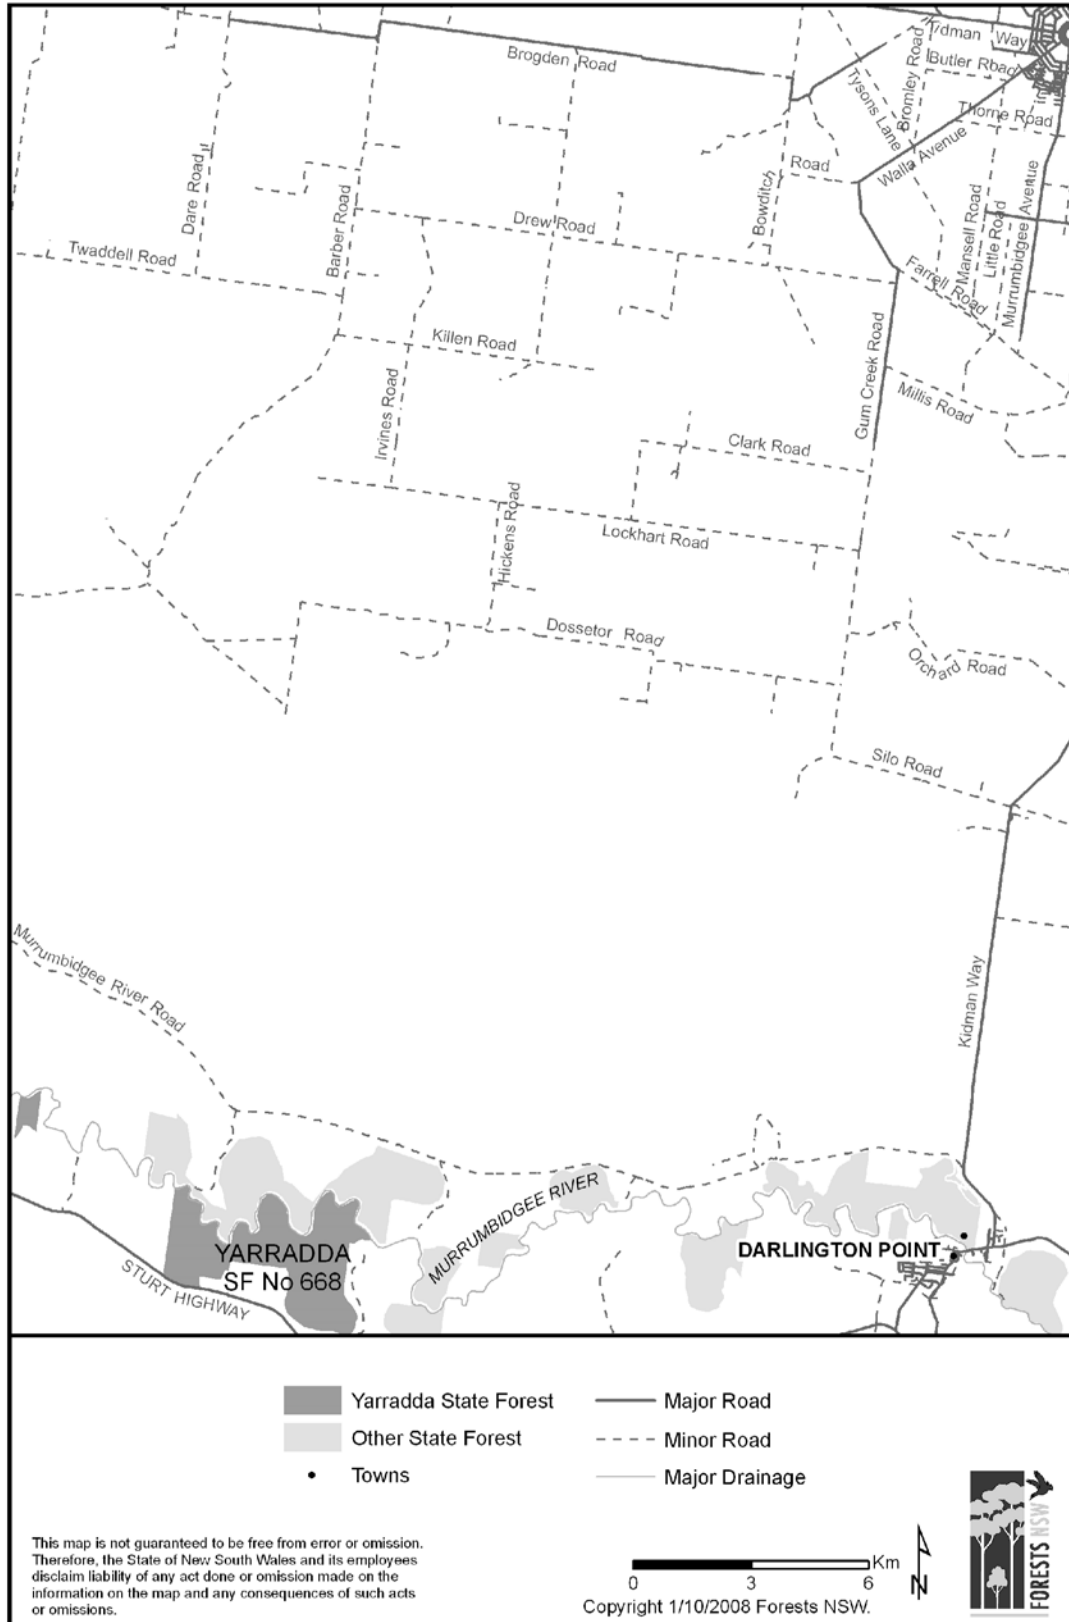 Kidman Way
Brogden Road
Butler Road
Bromley Road
Tysons Lane
Thorne Road
Walla Avenue
Dare Road
Barber Road
Bowditch
Road
Drew Road
Mansell Road
Little Road
Murrumbidgee Avenue
Twaddell Road
Farrell Road
Killen Road
Gum Creek Road
Irvines Road
Millis Road
Clark Road
Hickens Road
Lockhart Road
Dossetor Road
Orchard Road
Silo Road
Murrumbidgee River Road
Kidman Way
MURRUMBIDGEE RIVER
YARRADDA
SF No 668
DARLINGTON POINT
STURT HIGHWAY
Yarradda State Forest
Major Road
Other State Forest
Minor Road
Towns
Major Drainage
This map is not guaranteed to be free from error or omission.
Therefore, the State of New South Wales and its employees
disclaim liability of any act done or omission made on the
information on the map and any consequences of such acts
or omissions.
Km
0 3 6
N
Copyright 1/10/2008 Forests NSW.
FORESTS NSW